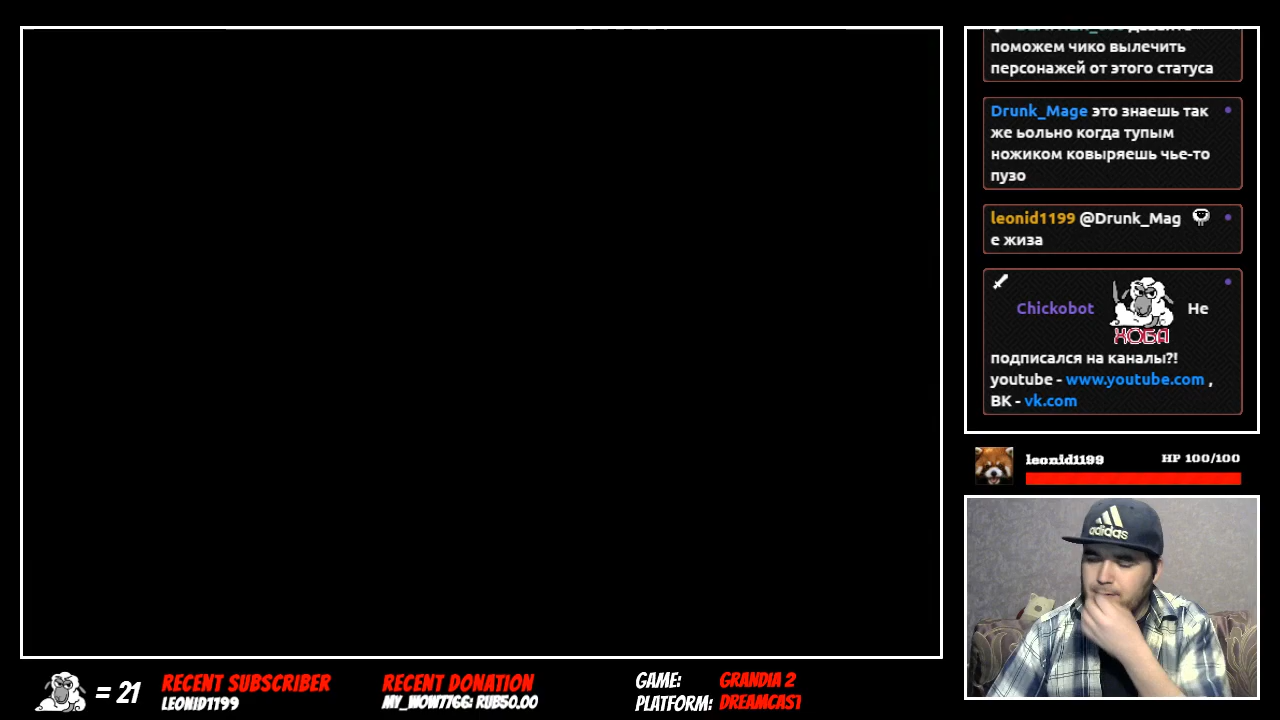 поможем чико вылечить
персонажей от этого статуса
Drunk_Mage это знаешь так
же ьольно когда тупым
ножиком ковыряешь чье-то
пузо
leonid1199 @Drunk_Mag
е жиза
Chickobot ХОБА Не
подписался на каналы?!
youtube - www.youtube.com ,
ВК - vk.com
leonid1199 HP 100/100
adidas
= 21
RECENT SUBSCRIBER
LEONID1199
RECENT DONATION
MY_WOW7766: RUB50.00
GAME: GRANDIA 2
PLATFORM: DREAMCAST